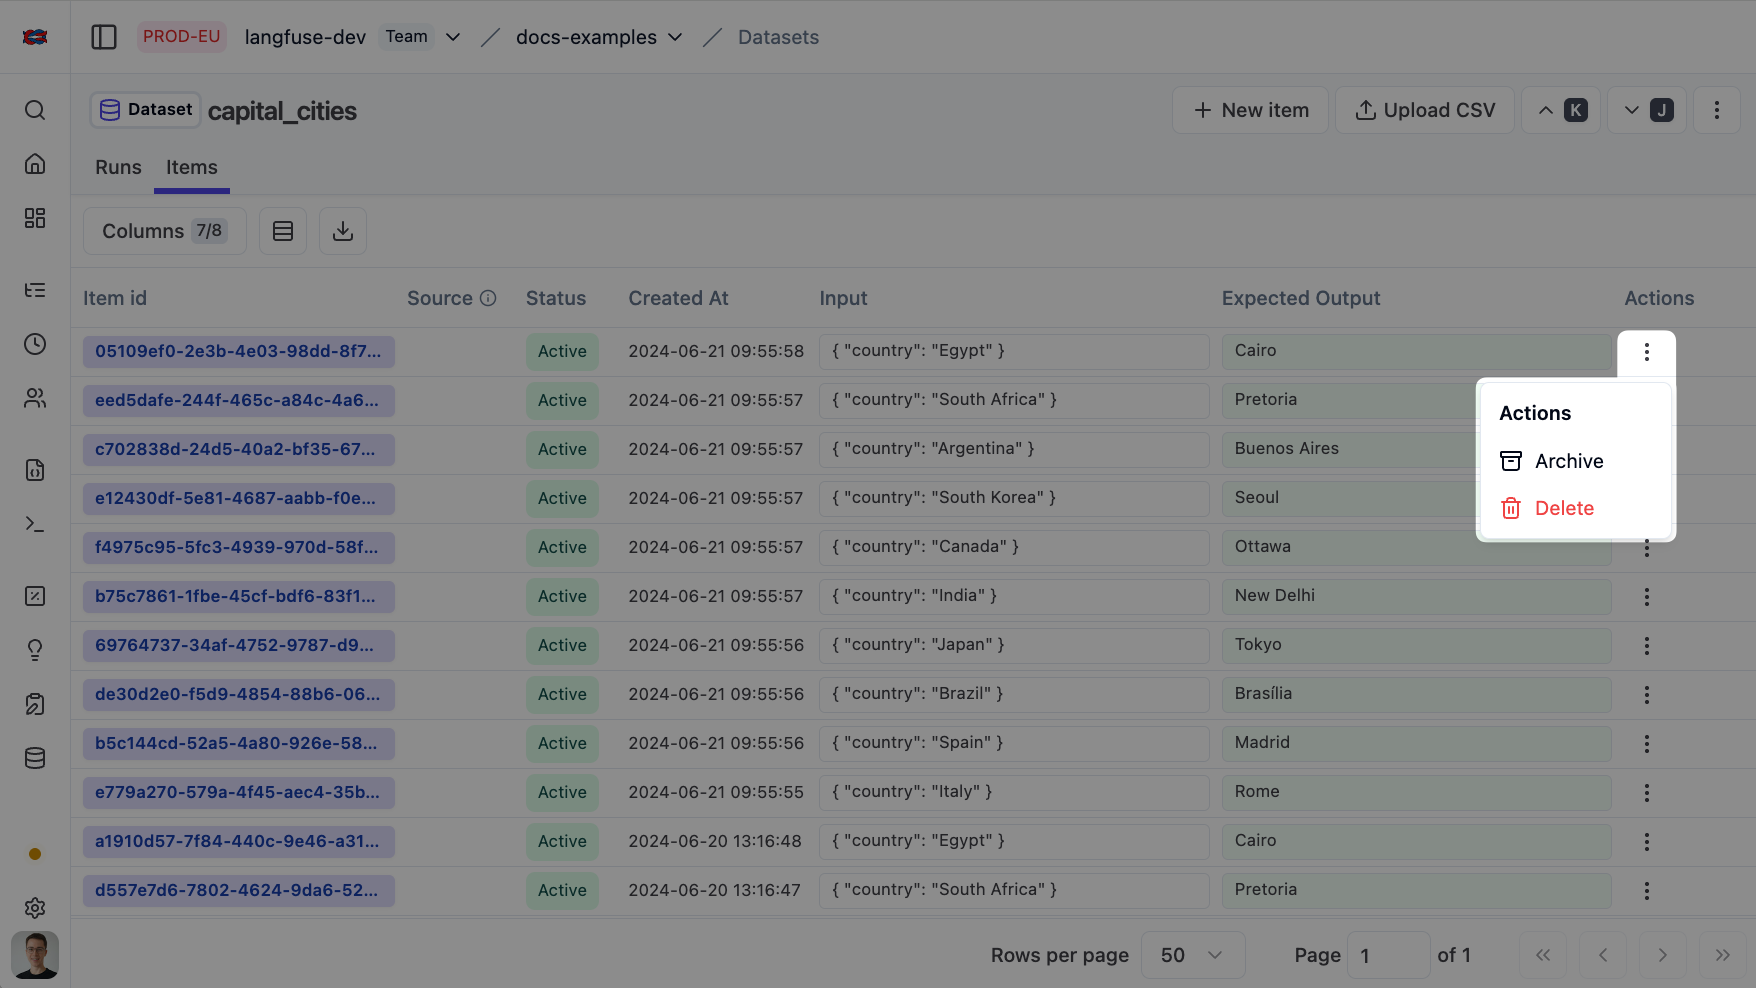 PROD-EU langfuse-dev Team docs-examples Datasets
Dataset capital_cities New item Upload CSV K J
Runs Items
Columns 7/8
Item id Source Status Created At Input Expected Output Actions
05109ef0-2e3b-4e03-98dd-8f7... Active 2024-06-21 09:55:58 { "country": "Egypt" } Cairo
eed5dafe-244f-465c-a84c-4a6... Active 2024-06-21 09:55:57 { "country": "South Africa" } Pretoria
Actions
c702838d-24d5-40a2-bf35-67... Active 2024-06-21 09:55:57 { "country": "Argentina" } Buenos Aires
Archive
e12430df-5e81-4687-aabb-f0e... Active 2024-06-21 09:55:57 { "country": "South Korea" } Seoul
Delete
f4975c95-5fc3-4939-970d-58f... Active 2024-06-21 09:55:57 { "country": "Canada" } Ottawa
b75c7861-1fbe-45cf-bdf6-83f1... Active 2024-06-21 09:55:57 { "country": "India" } New Delhi
69764737-34af-4752-9787-d9... Active 2024-06-21 09:55:56 { "country": "Japan" } Tokyo
de30d2e0-f5d9-4854-88b6-06... Active 2024-06-21 09:55:56 { "country": "Brazil" } Brasília
b5c144cd-52a5-4a80-926e-58... Active 2024-06-21 09:55:56 { "country": "Spain" } Madrid
e779a270-579a-4f45-aec4-35b... Active 2024-06-21 09:55:55 { "country": "Italy" } Rome
a1910d57-7f84-440c-9e46-a31... Active 2024-06-20 13:16:48 { "country": "Egypt" } Cairo
d557e7d6-7802-4624-9da6-52... Active 2024-06-20 13:16:47 { "country": "South Africa" } Pretoria
Rows per page 50 Page 1 of 1